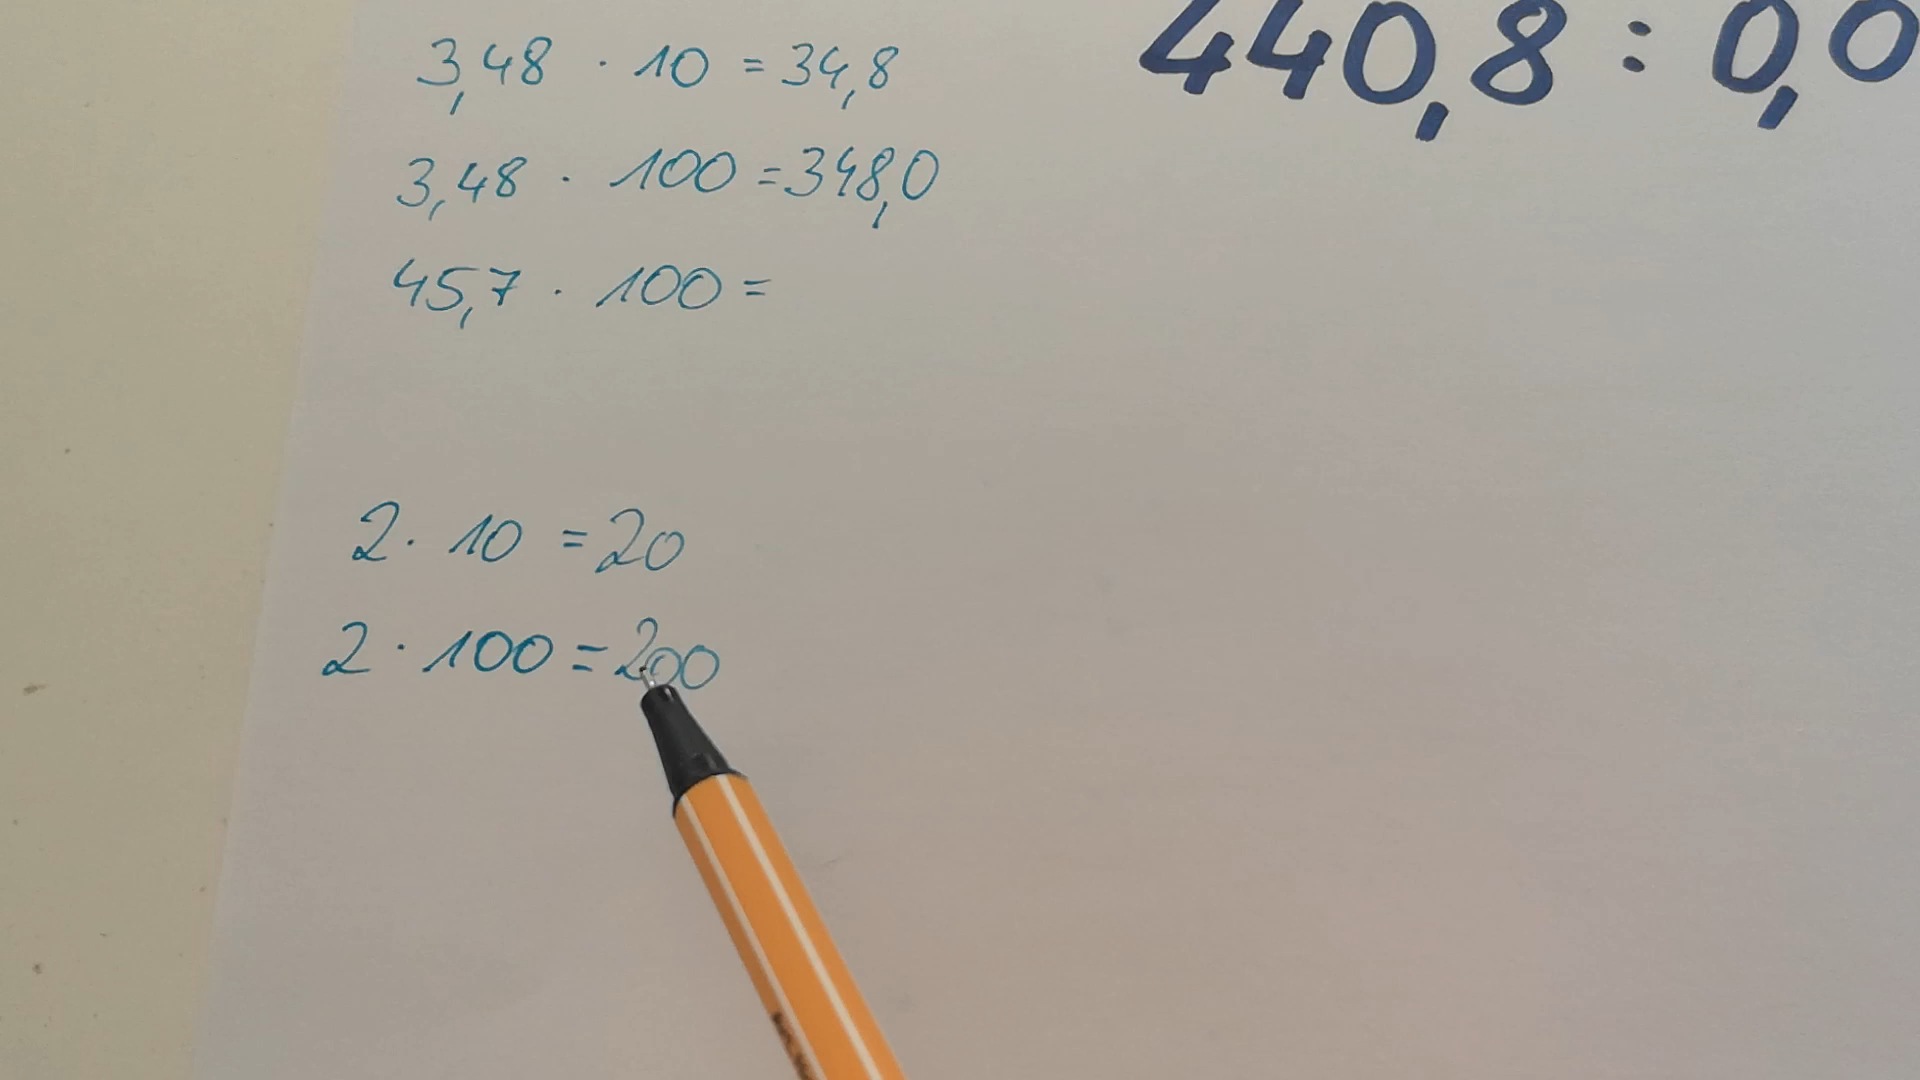 3,48 · 10 = 34,8
440,8 : 0,0
3,48 · 100 = 348,0
45,7 · 100 =
2 · 10 = 20
2 · 100 = 200